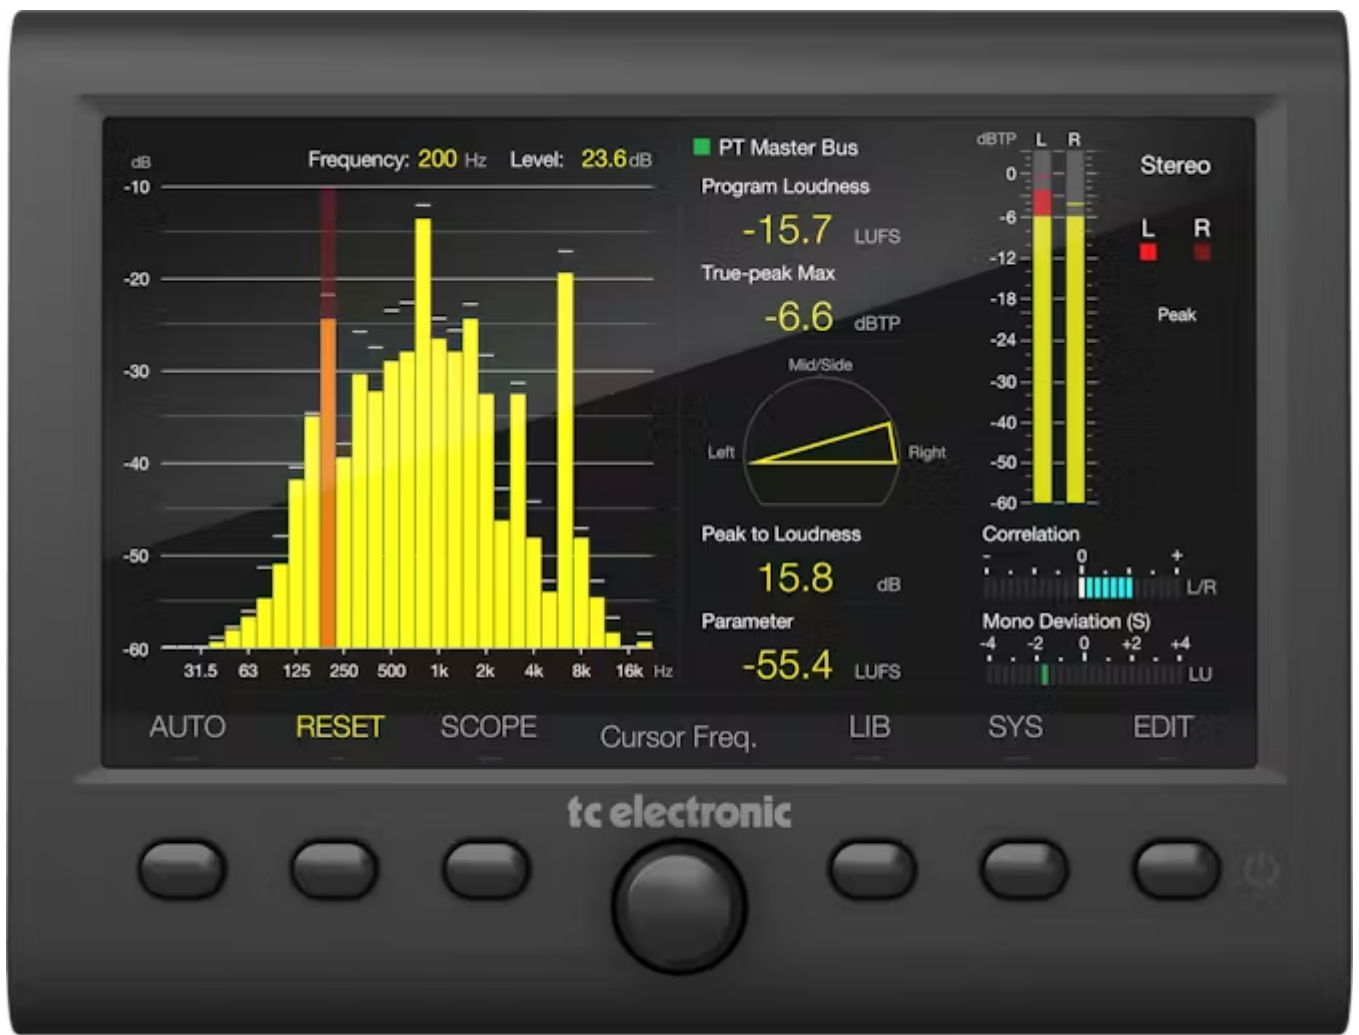 dB
Frequency: 200 Hz Level: 23.6 dB
-10
-20
-30
-40
-50
-60
31.5 63 125 250 500 1k 2k 4k 8k 16k Hz
PT Master Bus
Program Loudness
-15.7 LUFS
True-peak Max
-6.6 dBTP
Mid/Side
Left Right
Peak to Loudness
15.8 dB
Parameter
-55.4 LUFS
dBTP L R
0
-6
-12
-18
-24
-30
-40
-50
-60
Stereo
L R
Peak
Correlation
- 0 +
L/R
Mono Deviation (S)
-4 -2 0 +2 +4
LU
AUTO RESET SCOPE Cursor Freq. LIB SYS EDIT
tc electronic